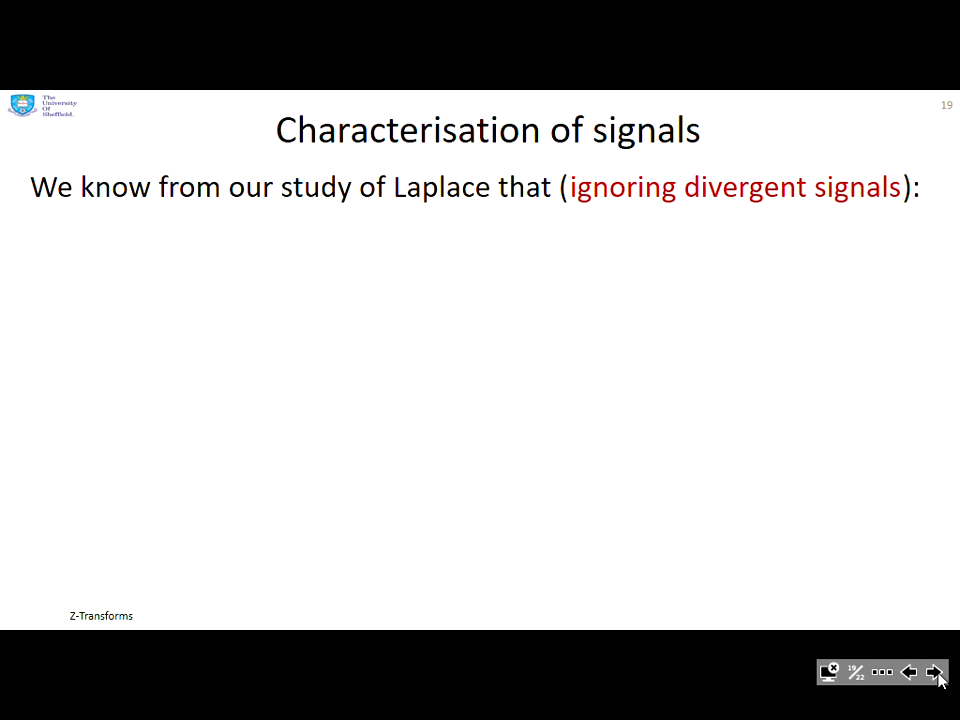 The
University
Of
Sheffield.
19
Characterisation of signals
We know from our study of Laplace that (ignoring divergent signals):
Z-Transforms
19/22